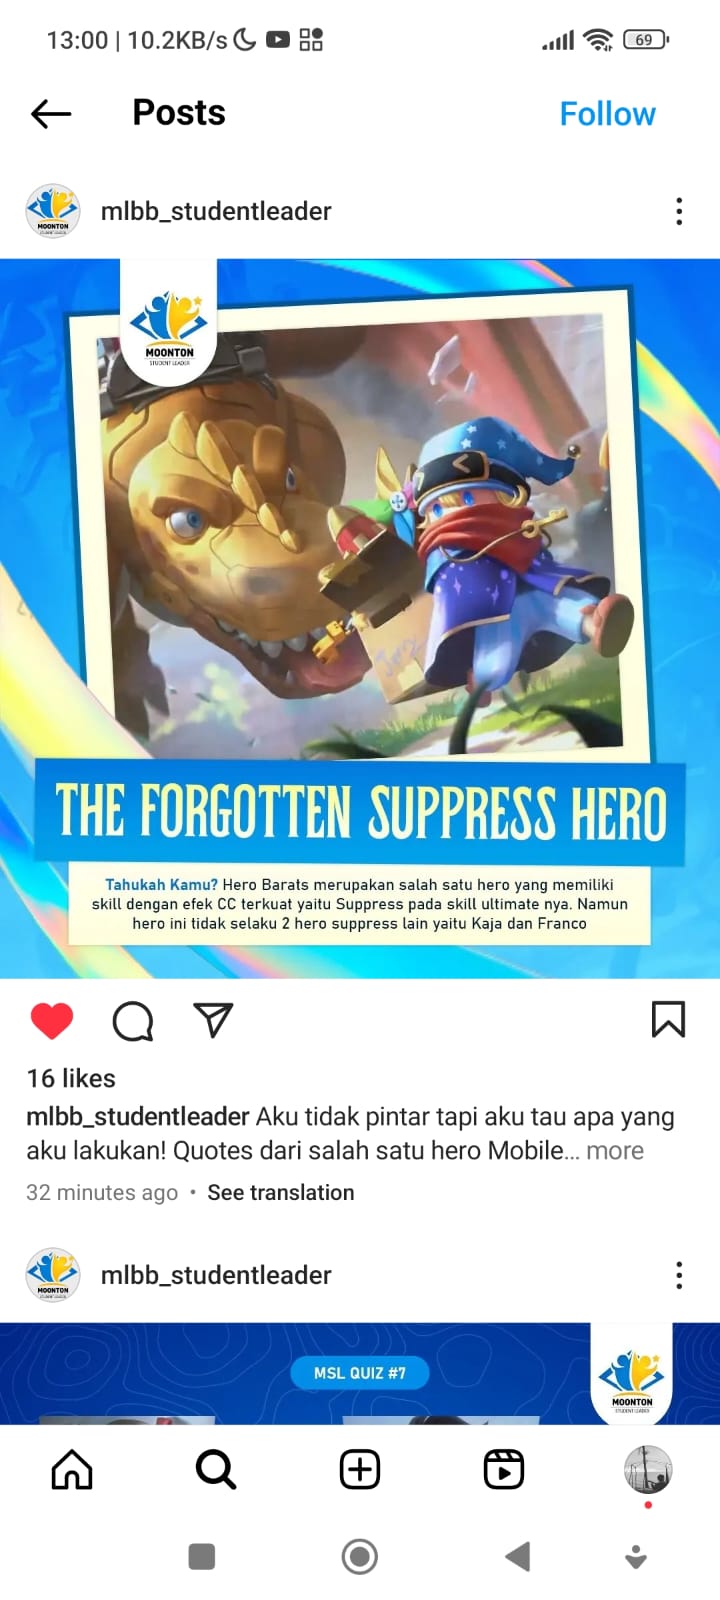 13:00 | 10.2KB/s
69
Posts
Follow
mlbb_studentleader
MOONTON
STUDENT LEADER
THE FORGOTTEN SUPPRESS HERO
Tahukah Kamu? Hero Barats merupakan salah satu hero yang memiliki
skill dengan efek CC terkuat yaitu Suppress pada skill ultimate nya. Namun
hero ini tidak selaku 2 hero suppress lain yaitu Kaja dan Franco
16 likes
mlbb_studentleader Aku tidak pintar tapi aku tau apa yang
aku lakukan! Quotes dari salah satu hero Mobile... more
32 minutes ago • See translation
MOONTON
mlbb_studentleader
MSL QUIZ #7
MOONTON
STUDENT LEADER